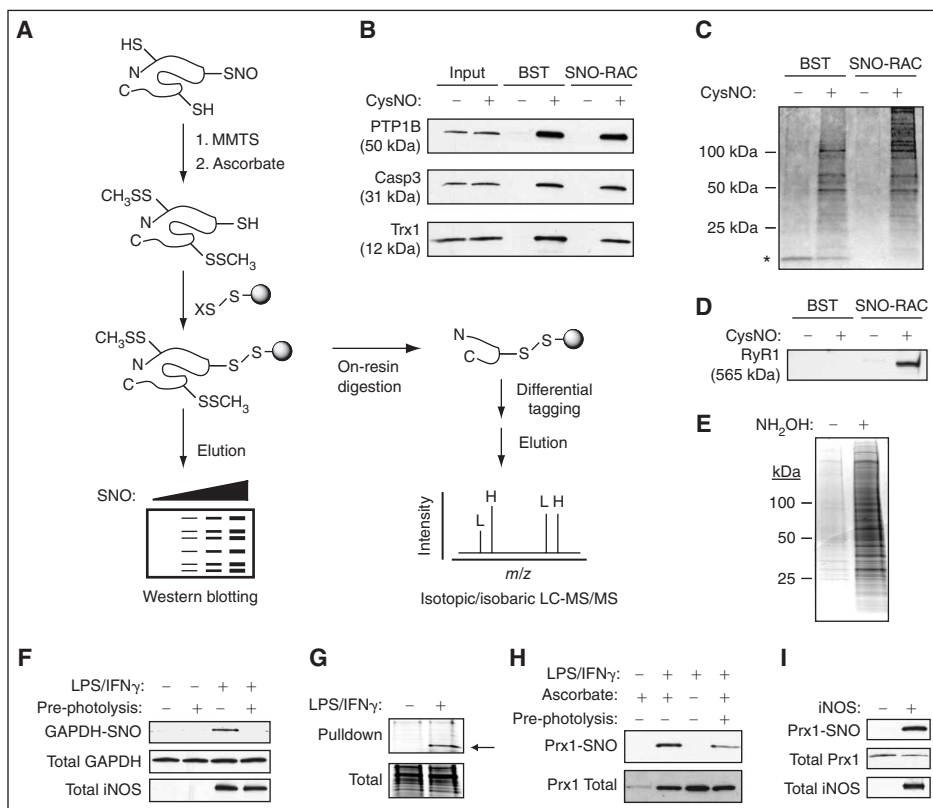 A
HS
N
SNO
C
SH
1. MMTS
2. Ascorbate
CH₃SS
N
SH
C
SSCH₃
XS
S
CH₃SS
N
S
S
C
SSCH₃
On-resin
digestion
N
C
S
S
Differential
tagging
Elution
Elution
SNO:
Western blotting
Intensity
L
H
L H
m/z
Isotopic/isobaric LC-MS/MS
B
Input BST SNO-RAC
CysNO: – + – + – +
PTP1B
(50 kDa)
Casp3
(31 kDa)
Trx1
(12 kDa)
C
BST SNO-RAC
CysNO: – + – +
100 kDa
50 kDa
25 kDa
*
D
BST SNO-RAC
CysNO: – + – +
RyR1
(565 kDa)
E
NH₂OH: – +
kDa
100
50
25
F
LPS/IFNγ: – – + +
Pre-photolysis: – + – +
GAPDH-SNO
Total GAPDH
Total iNOS
G
LPS/IFNγ: – +
Pulldown
Total
H
LPS/IFNγ: – + + +
Ascorbate: + + – +
Pre-photolysis: – – – +
Prx1-SNO
Prx1 Total
I
iNOS: – +
Prx1-SNO
Total Prx1
Total iNOS